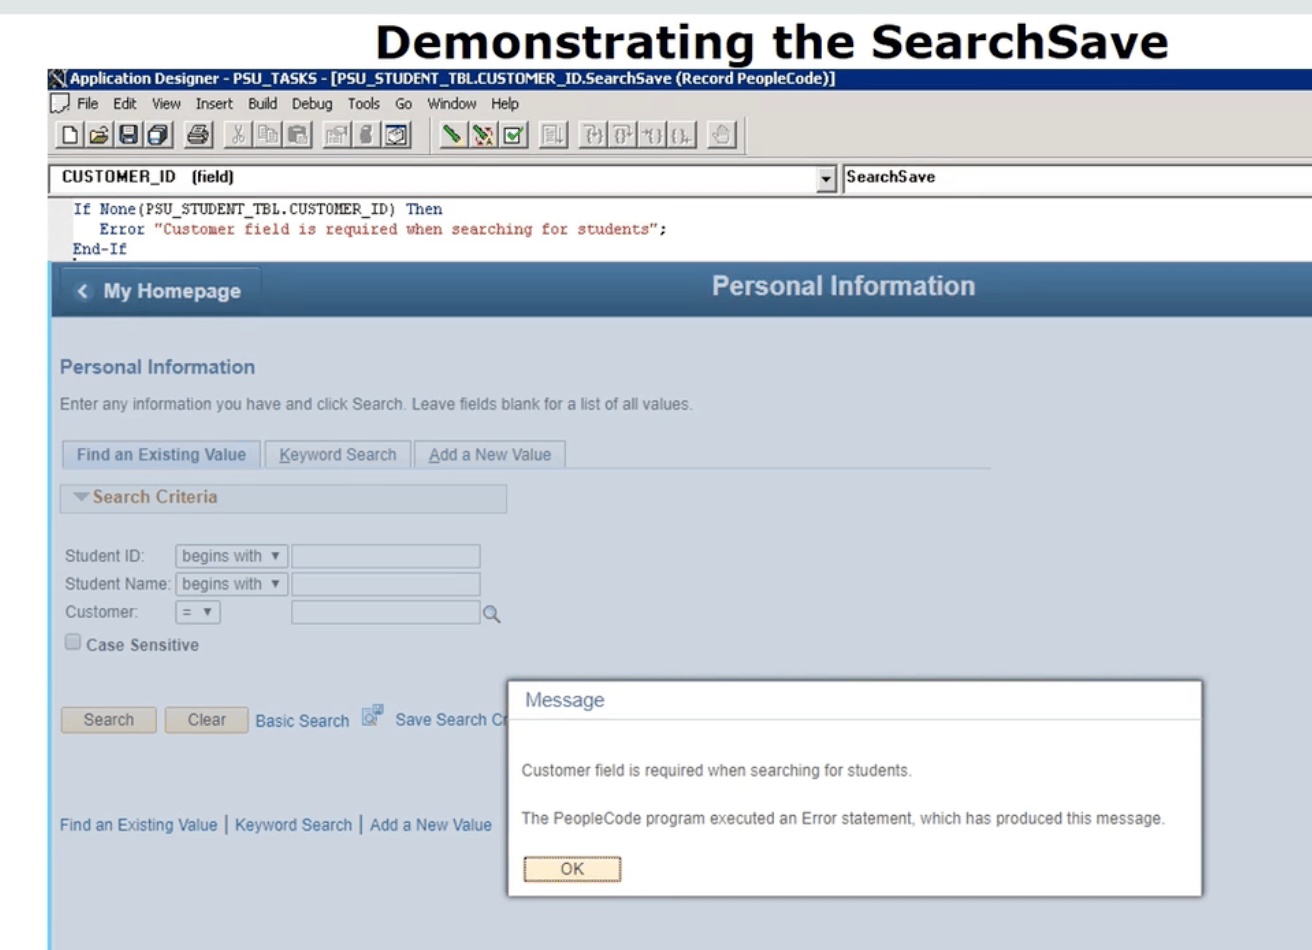 Demonstrating the SearchSave
Application Designer - PSU_TASKS - [PSU_STUDENT_TBL.CUSTOMER_ID.SearchSave (Record PeopleCode)]
File Edit View Insert Build Debug Tools Go Window Help
CUSTOMER_ID (field) SearchSave
If None(PSU_STUDENT_TBL.CUSTOMER_ID) Then
Error "Customer field is required when searching for students";
End-If
My Homepage Personal Information
Personal Information
Enter any information you have and click Search. Leave fields blank for a list of all values.
Find an Existing Value Keyword Search Add a New Value
Search Criteria
Student ID: begins with
Student Name: begins with
Customer: =
Case Sensitive
Search Clear Basic Search Save Search Cr
Find an Existing Value | Keyword Search | Add a New Value
Message
Customer field is required when searching for students.
The PeopleCode program executed an Error statement, which has produced this message.
OK